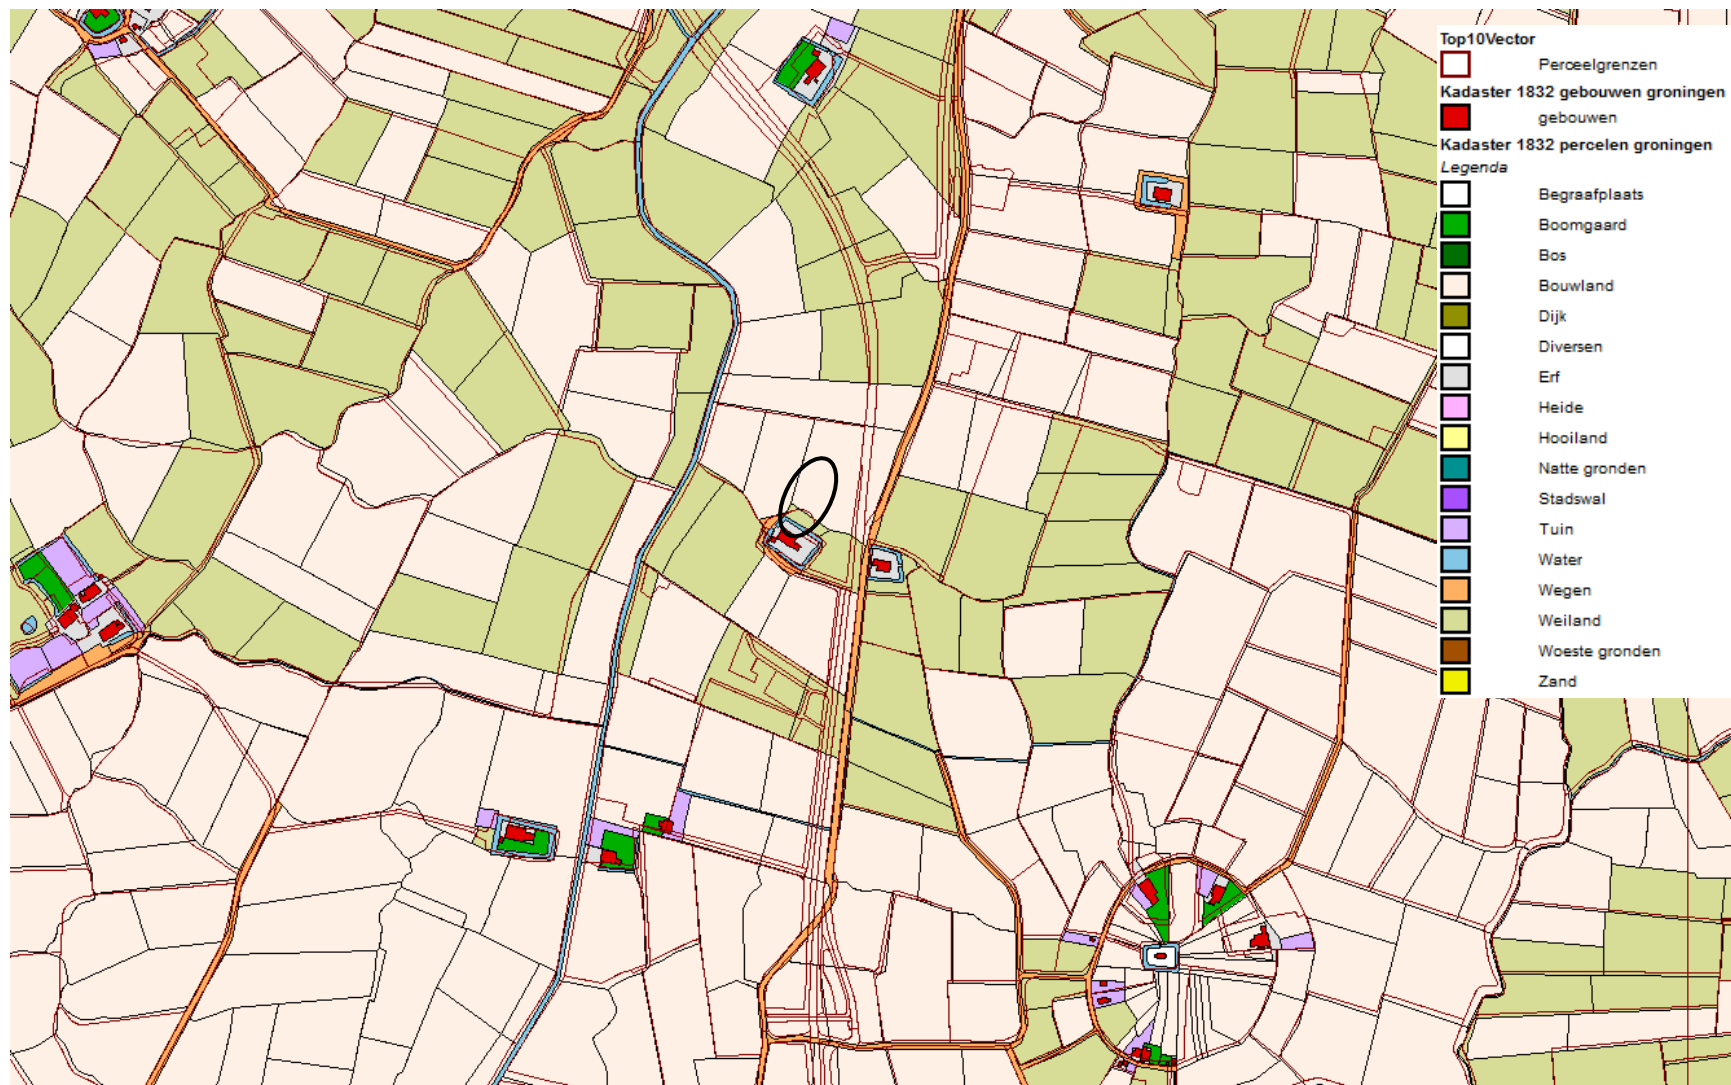 Top10Vector
Perceelgrenzen
Kadaster 1832 gebouwen groningen
gebouwen
Kadaster 1832 percelen groningen
Legenda
Begraafplaats
Boomgaard
Bos
Bouwland
Dijk
Diversen
Erf
Heide
Hooiland
Natte gronden
Stadswal
Tuin
Water
Wegen
Weiland
Woeste gronden
Zand